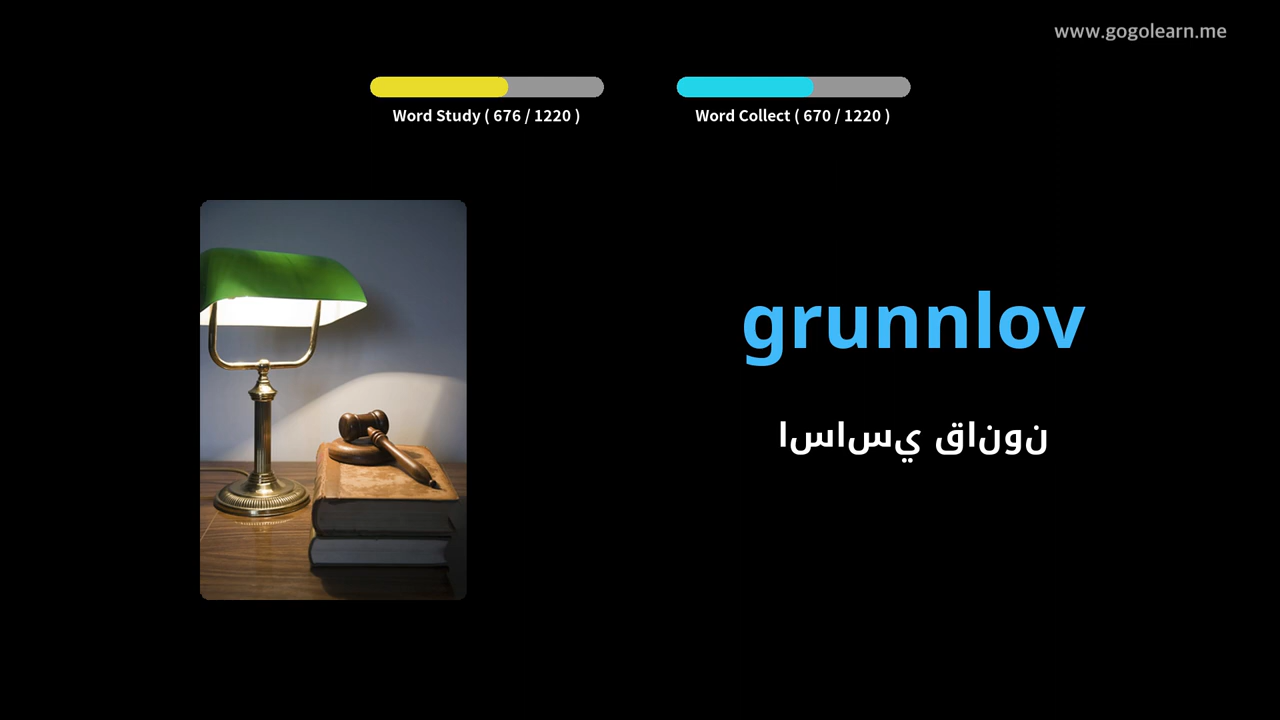 www.gogolearn.me
Word Study ( 676 / 1220 )
Word Collect ( 670 / 1220 )
grunnlov
اساسي قانون